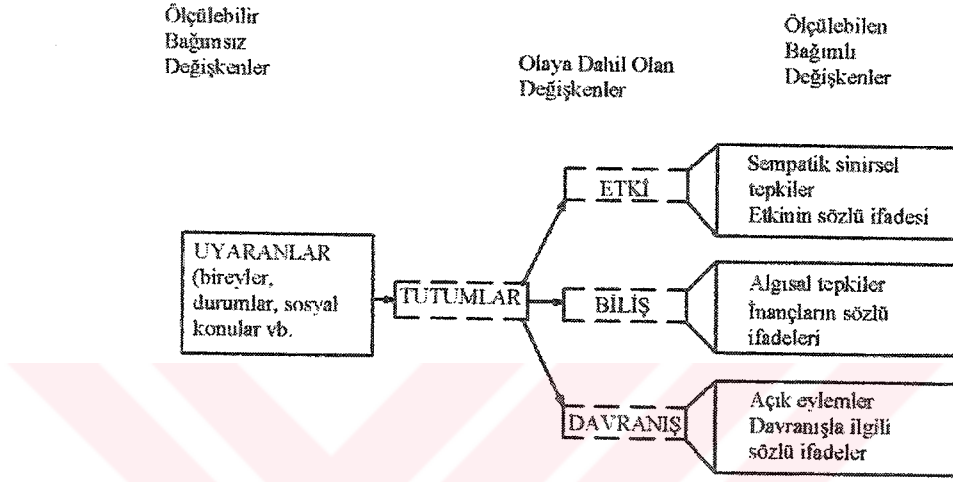 Ölçülebilir
Bağımsız
Değişkenler
Olaya Dahil Olan
Değişkenler
Ölçülebilen
Bağımlı
Değişkenler
UYARANLAR
(bireyler,
durumlar, sosyal
konular vb.
TUTUMLAR
ETKİ
Sempatik sinirsel
tepkiler
Etkinin sözlü ifadesi
BİLİŞ
Algısal tepkiler
İnançların sözlü
ifadeleri
DAVRANIŞ
Açık eylemler
Davranışla ilgili
sözlü ifadeler